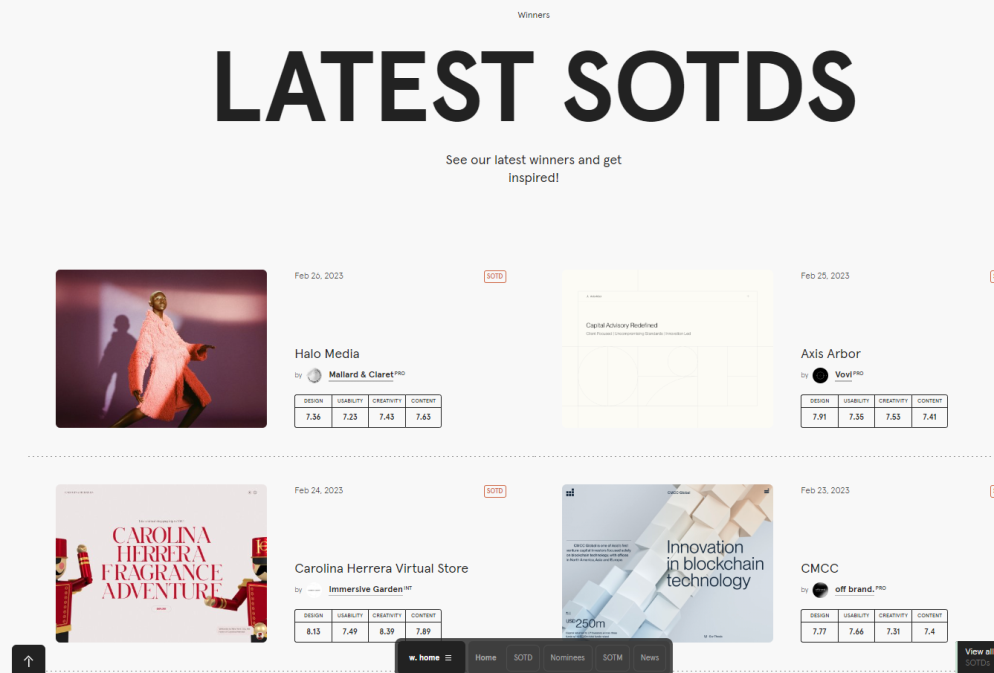 Winners
LATEST SOTDS
See our latest winners and get
inspired!
Feb 26, 2023
SOTD
Halo Media
by Mallard & Claret PRO
DESIGN USABILITY CREATIVITY CONTENT
7.36 7.23 7.43 7.63
Capital Advisory Redefined
Feb 25, 2023
Axis Arbor
by Vovi PRO
DESIGN USABILITY CREATIVITY CONTENT
7.91 7.35 7.53 7.41
CAROLINA
HERRERA
FRAGRANCE
ADVENTURE
Feb 24, 2023
SOTD
Carolina Herrera Virtual Store
by Immersive Garden INT
DESIGN USABILITY CREATIVITY CONTENT
8.13 7.49 8.39 7.89
CMCC Global
Innovation
in blockchain
technology
250m
Feb 23, 2023
CMCC
by off brand. PRO
DESIGN USABILITY CREATIVITY CONTENT
7.77 7.66 7.31 7.4
w. home Home SOTD Nominees SOTM News
View all
SOTDs